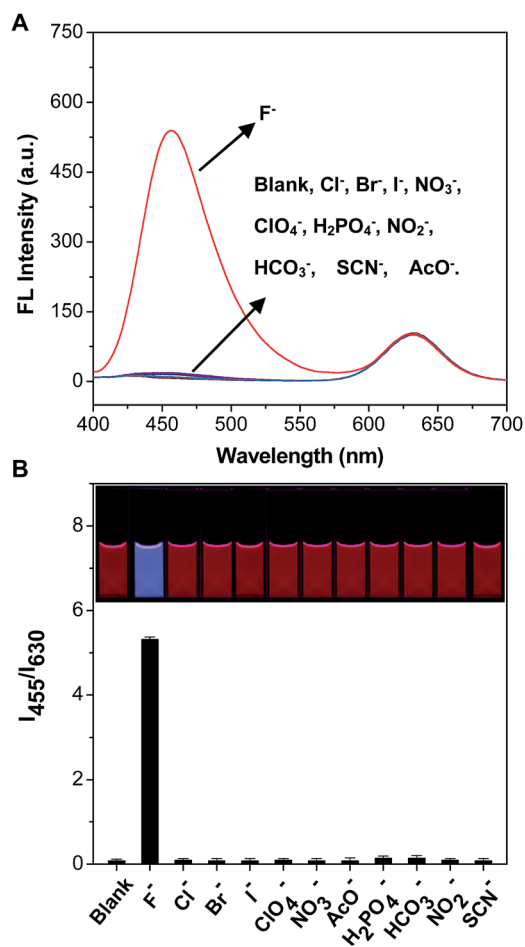 A
750
600
450
300
150
0
FL Intensity (a.u.)
F⁻
Blank, Cl⁻, Br⁻, I⁻, NO₃⁻,
ClO₄⁻, H₂PO₄⁻, NO₂⁻,
HCO₃⁻, SCN⁻, AcO⁻.
400 450 500 550 600 650 700
Wavelength (nm)
B
8
6
4
2
0
I₄₅₅/I₆₃₀
Blank
F⁻
Cl⁻
Br⁻
I⁻
ClO₄⁻
NO₃⁻
AcO⁻
H₂PO₄⁻
HCO₃⁻
NO₂⁻
SCN⁻